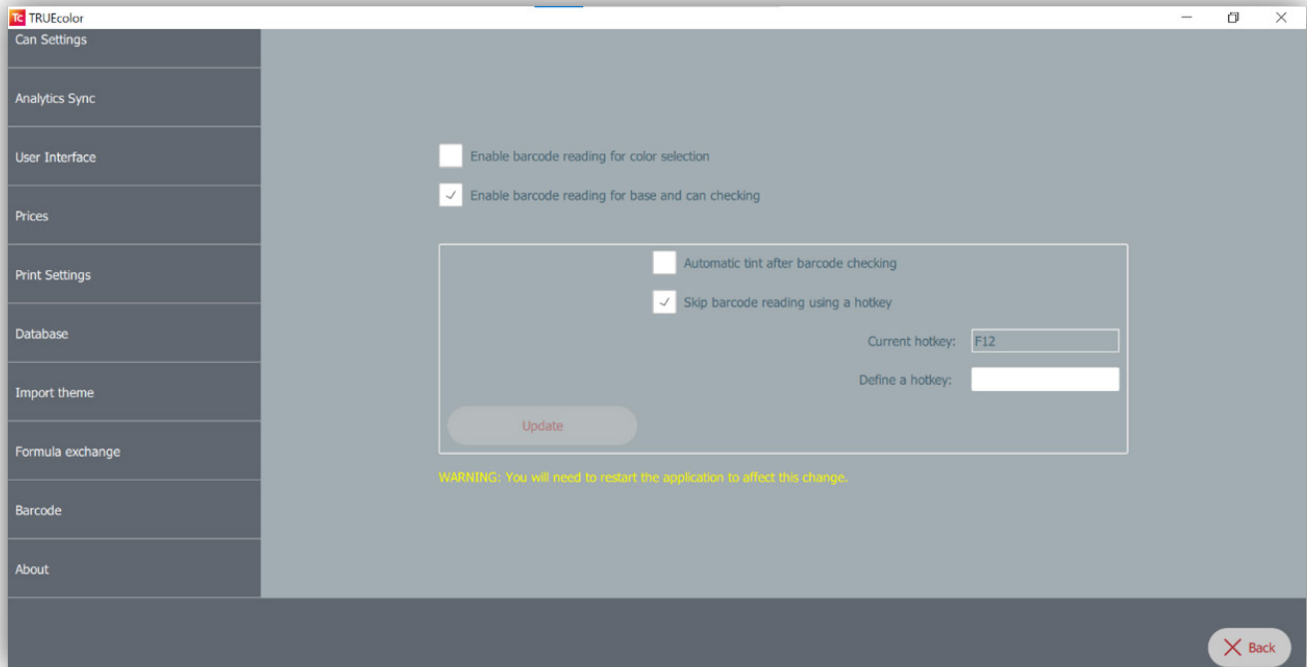 Tc TRUEcolor
Can Settings
Analytics Sync
User Interface
Prices
Print Settings
Database
Import theme
Formula exchange
Barcode
About
Enable barcode reading for color selection
Enable barcode reading for base and can checking
Automatic tint after barcode checking
Skip barcode reading using a hotkey
Current hotkey: F12
Define a hotkey:
Update
WARNING: You will need to restart the application to affect this change.
Back